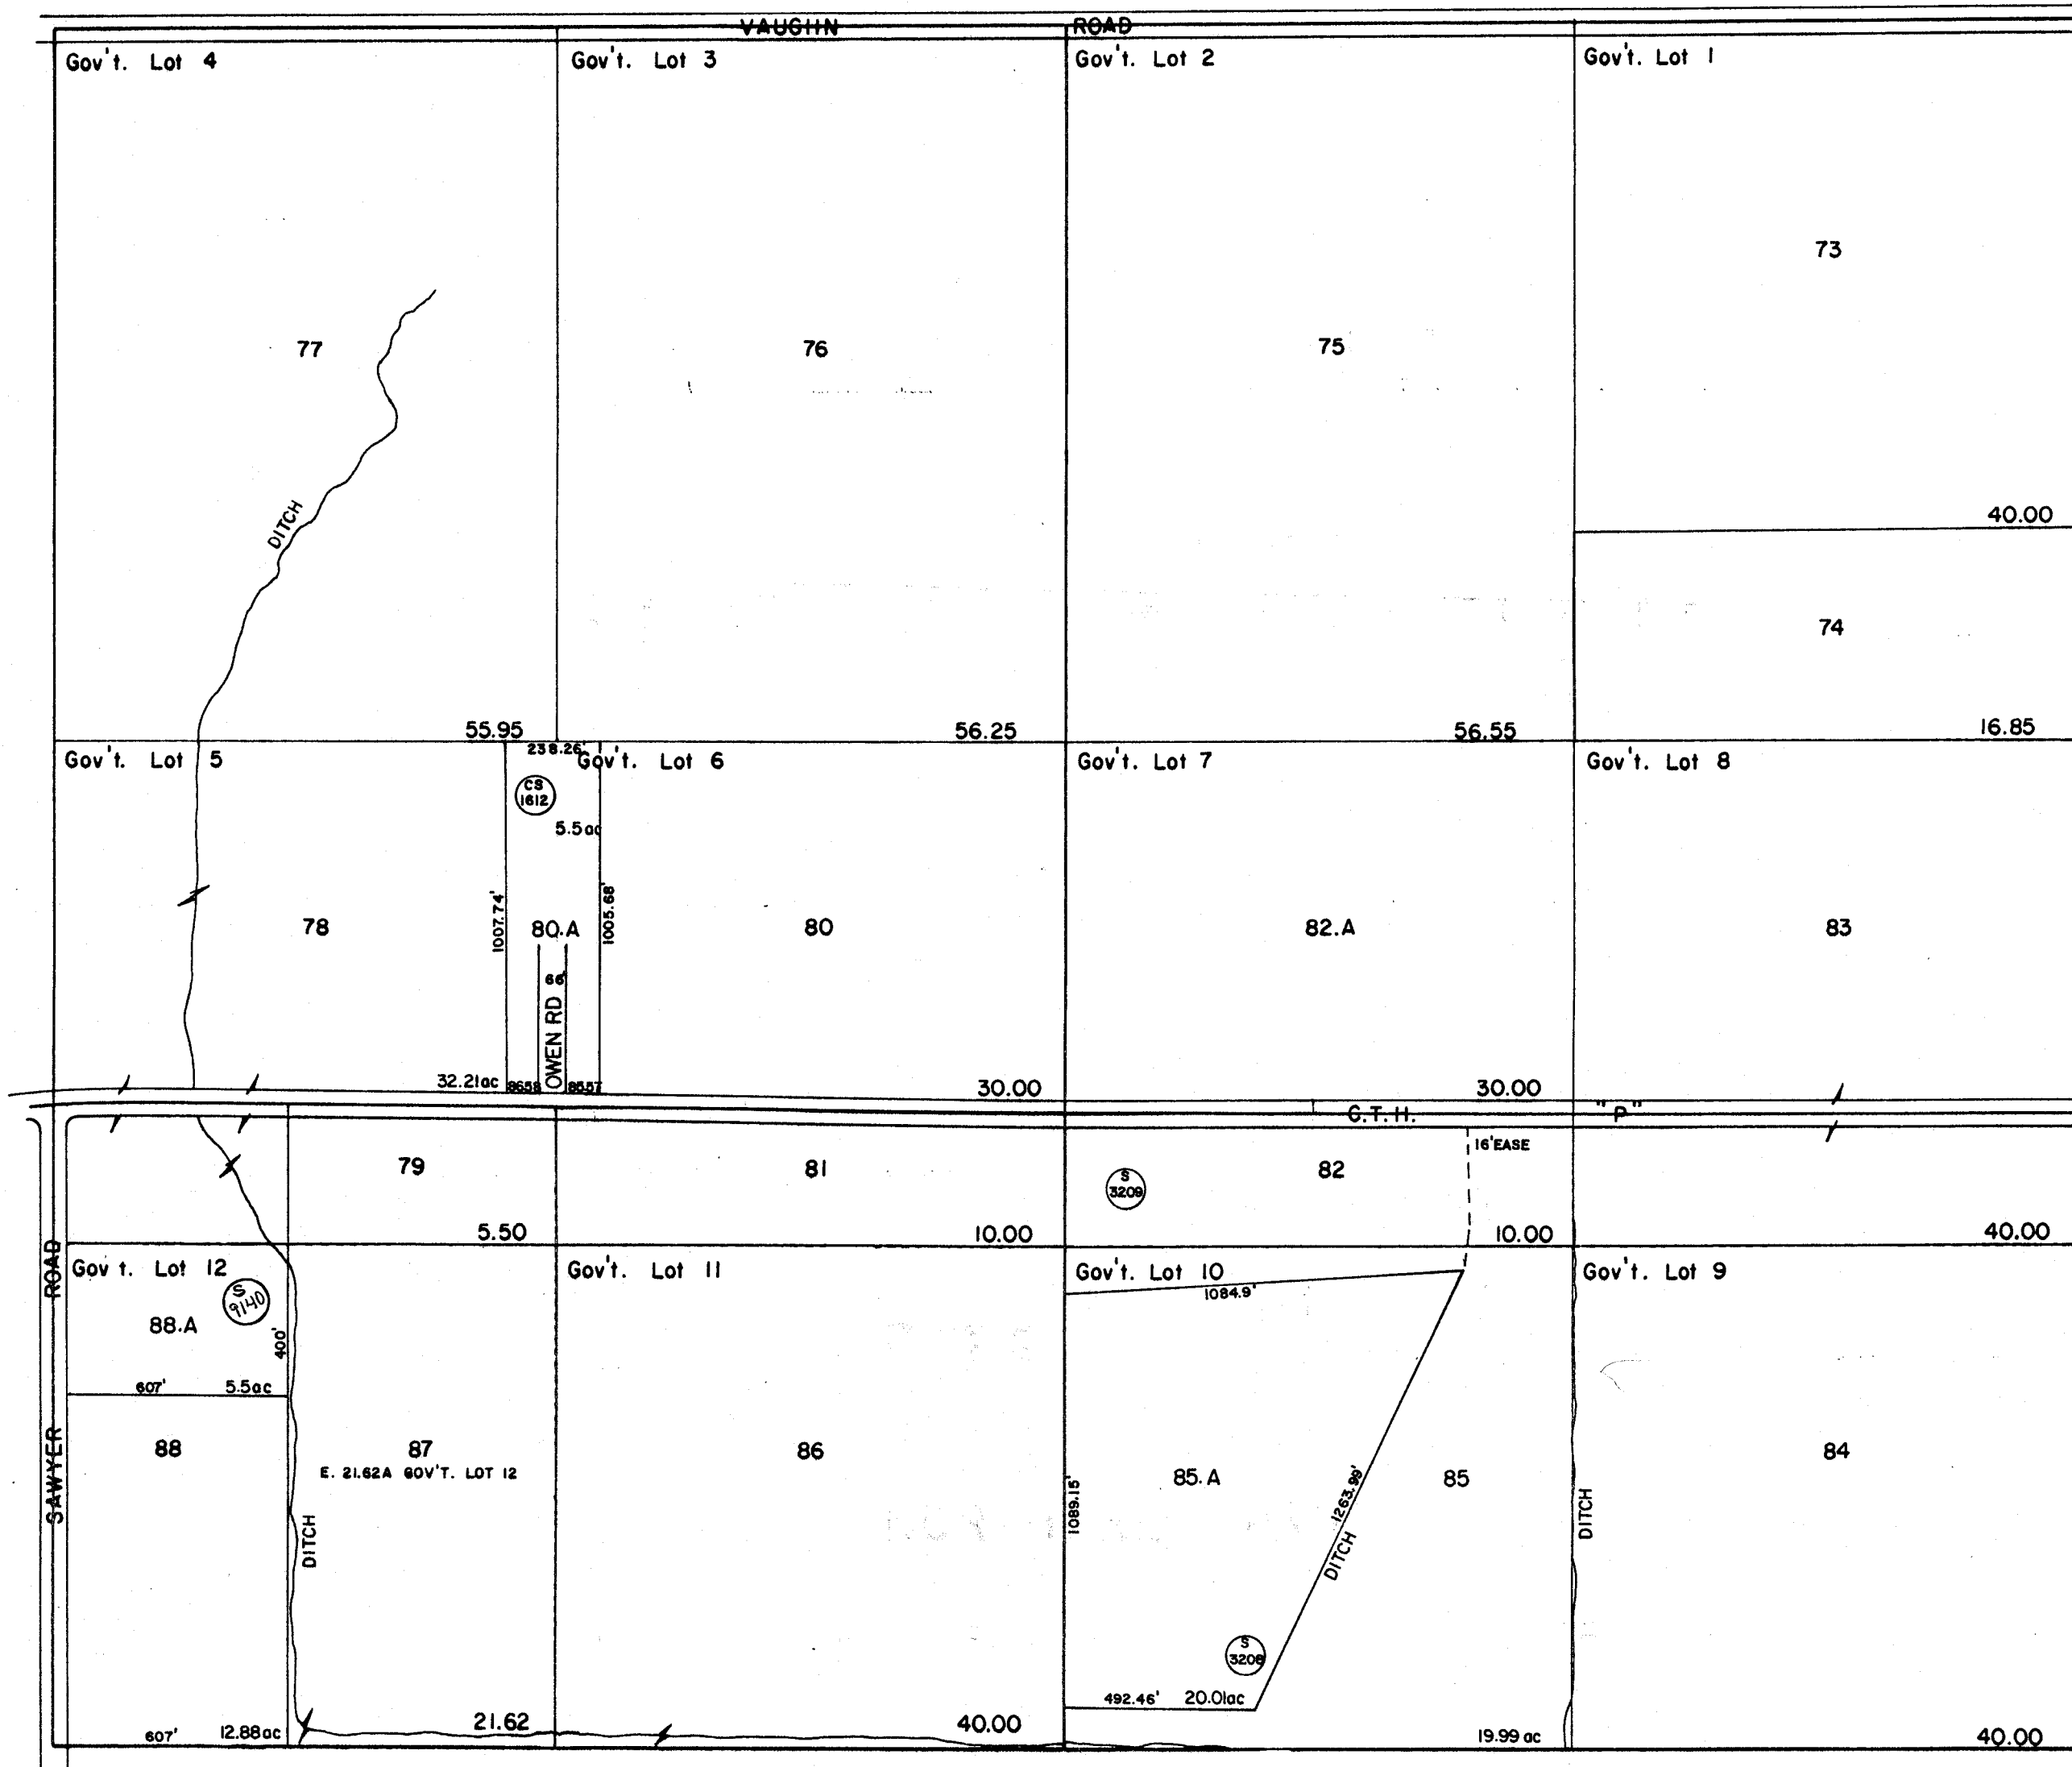 VAUGHN ROAD
Gov't. Lot 4
Gov't. Lot 3
Gov't. Lot 2
Gov't. Lot 1
73
77
76
75
DITCH
40.00
74
55.95
56.25
56.55
16.85
238.26'
Gov't. Lot 5
Gov't. Lot 6
Gov't. Lot 7
Gov't. Lot 8
CS
1612
5.5ac
1007.74'
1005.68'
78
80.A
80
82.A
83
66'
OWEN RD
32.21ac
86.58
85.57
30.00
30.00
C.T.H. "P"
16'EASE
79
81
82
S
3209
5.50
10.00
10.00
40.00
SAWYER ROAD
Gov't. Lot 12
Gov't. Lot 11
Gov't. Lot 10
Gov't. Lot 9
1084.9'
S
9140
88.A
400'
607'
5.5ac
88
87
E. 21.62A GOV'T. LOT 12
86
85.A
85
84
1089.15'
1263.99'
DITCH
DITCH
DITCH
S
3208
492.46'
20.01ac
607'
12.88ac
21.62
40.00
19.99 ac
40.00